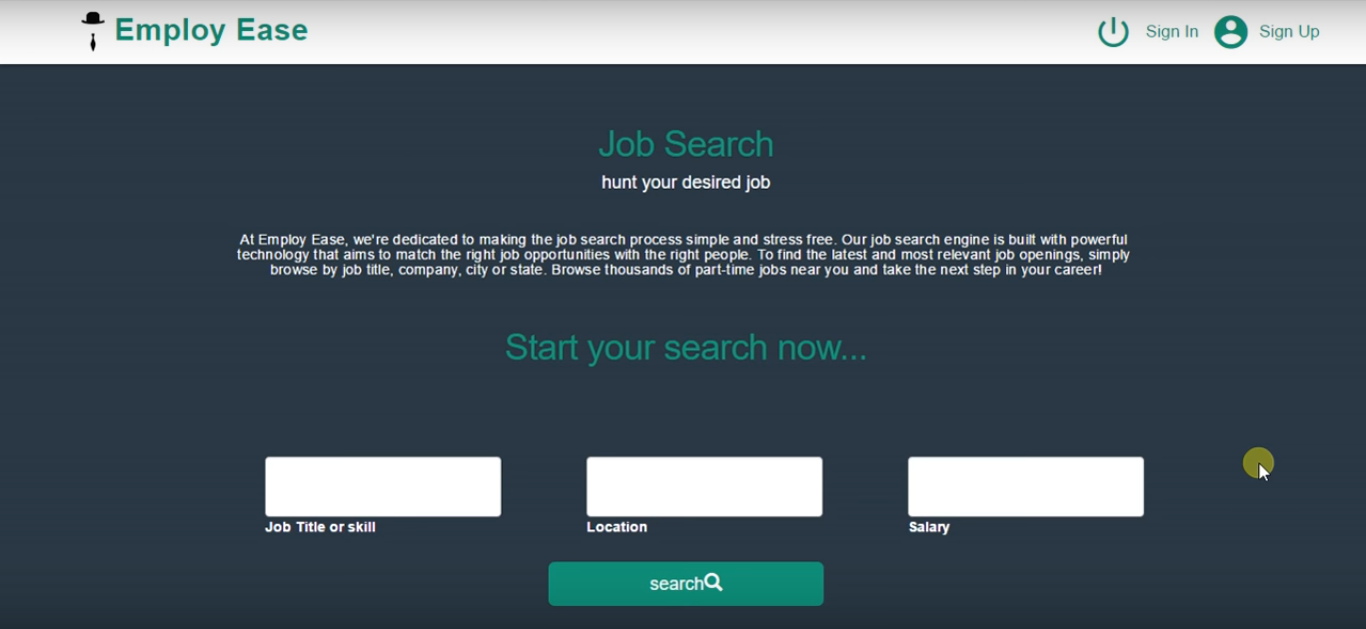 Employ Ease
Sign In
Sign Up
Job Search
hunt your desired job
At Employ Ease, we're dedicated to making the job search process simple and stress free. Our job search engine is built with powerful
technology that aims to match the right job opportunities with the right people. To find the latest and most relevant job openings, simply
browse by job title, company, city or state. Browse thousands of part-time jobs near you and take the next step in your career!
Start your search now...
Job Title or skill
Location
Salary
search